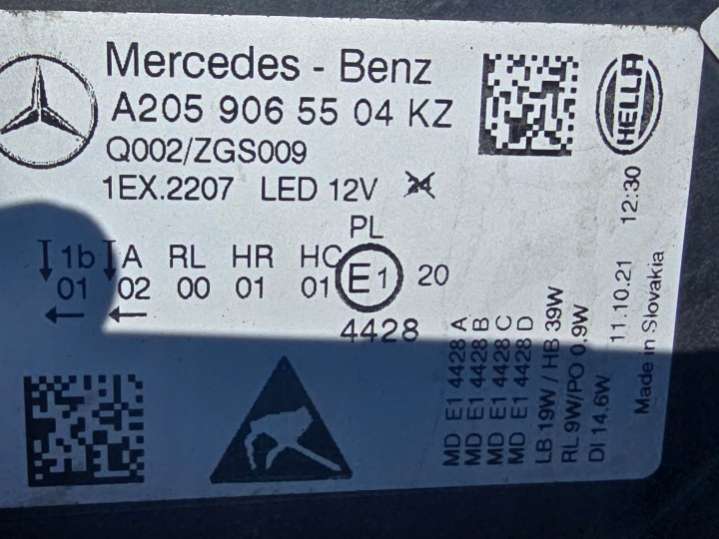 Mercedes - Benz
A205 906 55 04 KZ
Q002/ZGS009
1EX.2207 LED 12V 24
HELLA
1b A RL HR HC PL
01 02 00 01 01 E1 20
4428
MD E1 4428 A
MD E1 4428 B
MD E1 4428 C
MD E1 4428 D
LB 19W / HB 39W
RL 9W/PO 0.9W
DI 14.6W
11.10.21 12:30
Made in Slovakia